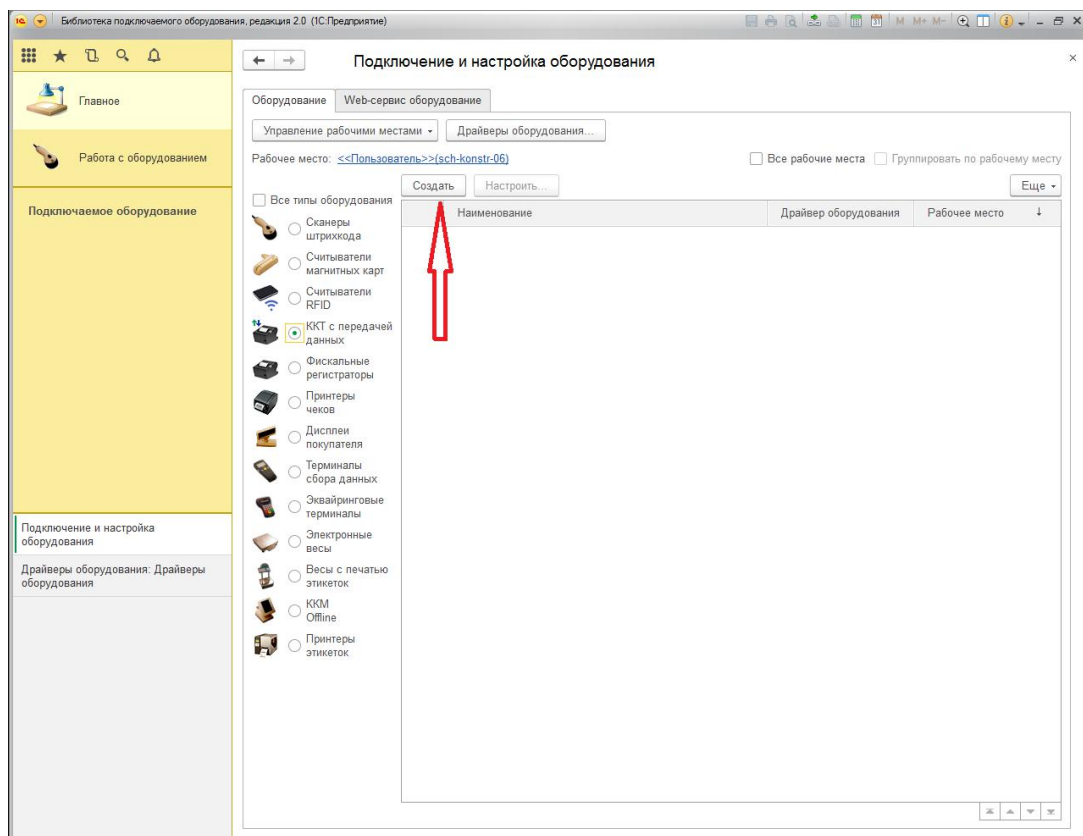 Библиотека подключаемого оборудования, редакция 2.0 (1С:Предприятие)
M M+ M-
Главное
Работа с оборудованием
Подключаемое оборудование
Подключение и настройка
оборудования
Драйверы оборудования: Драйверы
оборудования
Подключение и настройка оборудования
Оборудование Web-сервис оборудование
Управление рабочими местами Драйверы оборудования...
Рабочее место: <<Пользователь>>(sch-konstr-06) Все рабочие места Группировать по рабочему месту
Создать Настроить... Еще
Все типы оборудования
Наименование Драйвер оборудования Рабочее место
Сканеры
штрихкода
Считыватели
магнитных карт
Считыватели
RFID
ККТ с передачей
данных
Фискальные
регистраторы
Принтеры
чеков
Дисплеи
покупателя
Терминалы
сбора данных
Эквайринговые
терминалы
Электронные
весы
Весы с печатью
этикеток
ККМ
Offline
Принтеры
этикеток